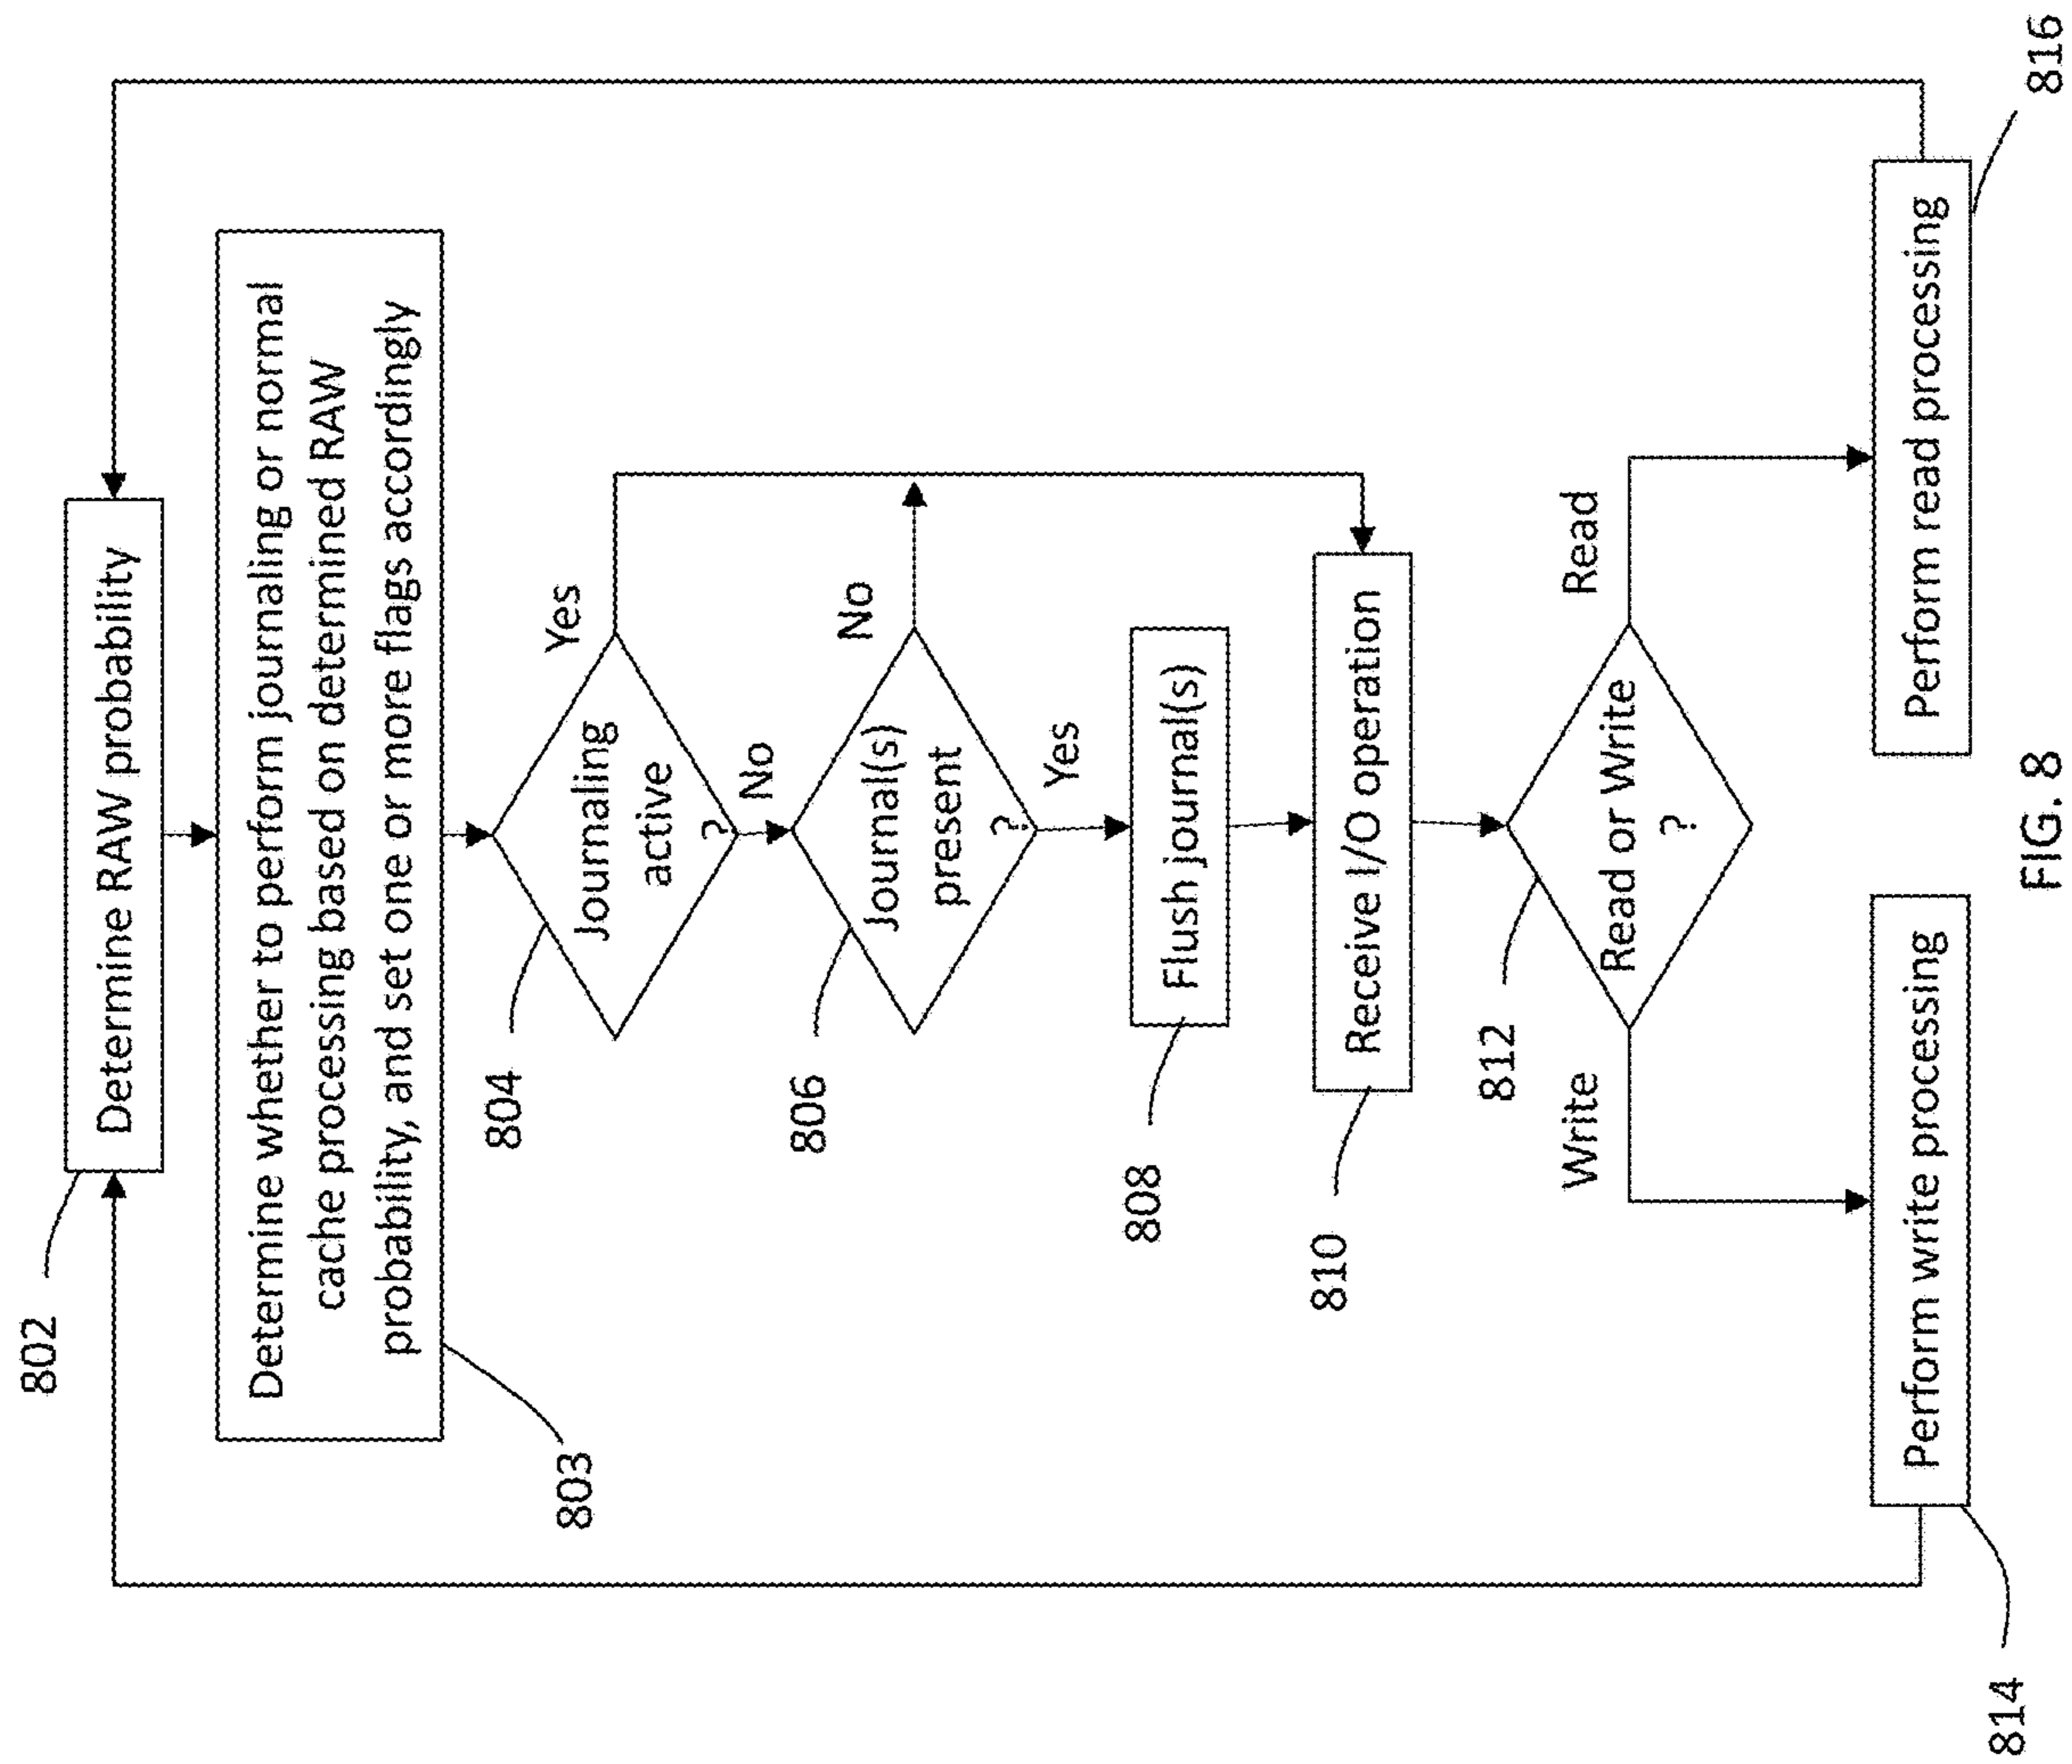 802
Determine RAW probability
Determine whether to perform journaling or normal
cache processing based on determined RAW
probability, and set one or more flags accordingly
803
804
Journaling
active
?
Yes
No
806
Journal(s)
present
?
No
Yes
808
Flush journal(s)
810
Receive I/O operation
812
Read or Write
?
Write
Read
Perform write processing
814
Perform read processing
816
FIG. 8